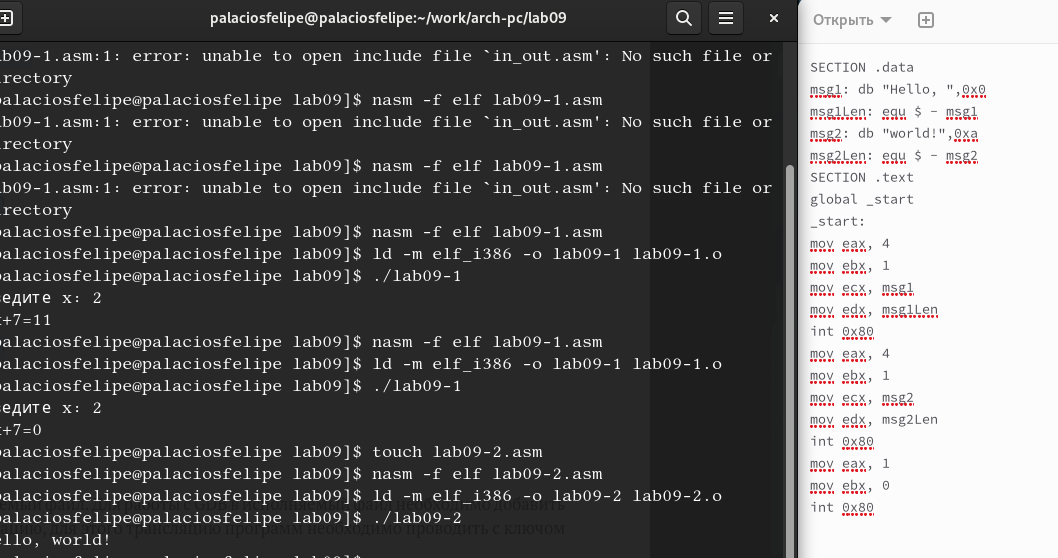 palaciosfelipe@palaciosfelipe:~/work/arch-pc/lab09
ab09-1.asm:1: error: unable to open include file `in_out.asm': No such file or
irectory
palaciosfelipe@palaciosfelipe lab09]$ nasm -f elf lab09-1.asm
ab09-1.asm:1: error: unable to open include file `in_out.asm': No such file or
irectory
palaciosfelipe@palaciosfelipe lab09]$ nasm -f elf lab09-1.asm
ab09-1.asm:1: error: unable to open include file `in_out.asm': No such file or
irectory
palaciosfelipe@palaciosfelipe lab09]$ nasm -f elf lab09-1.asm
palaciosfelipe@palaciosfelipe lab09]$ ld -m elf_i386 -o lab09-1 lab09-1.o
palaciosfelipe@palaciosfelipe lab09]$ ./lab09-1
ведите x: 2
x+7=11
palaciosfelipe@palaciosfelipe lab09]$ nasm -f elf lab09-1.asm
palaciosfelipe@palaciosfelipe lab09]$ ld -m elf_i386 -o lab09-1 lab09-1.o
palaciosfelipe@palaciosfelipe lab09]$ ./lab09-1
ведите x: 2
x+7=0
palaciosfelipe@palaciosfelipe lab09]$ touch lab09-2.asm
palaciosfelipe@palaciosfelipe lab09]$ nasm -f elf lab09-2.asm
palaciosfelipe@palaciosfelipe lab09]$ ld -m elf_i386 -o lab09-2 lab09-2.o
palaciosfelipe@palaciosfelipe lab09]$ ./lab09-2
ello, world!
Открыть
SECTION .data
msg1: db "Hello, ",0x0
msg1Len: equ $ - msg1
msg2: db "world!",0xa
msg2Len: equ $ - msg2
SECTION .text
global _start
_start:
mov eax, 4
mov ebx, 1
mov ecx, msg1
mov edx, msg1Len
int 0x80
mov eax, 4
mov ebx, 1
mov ecx, msg2
mov edx, msg2Len
int 0x80
mov eax, 1
mov ebx, 0
int 0x80